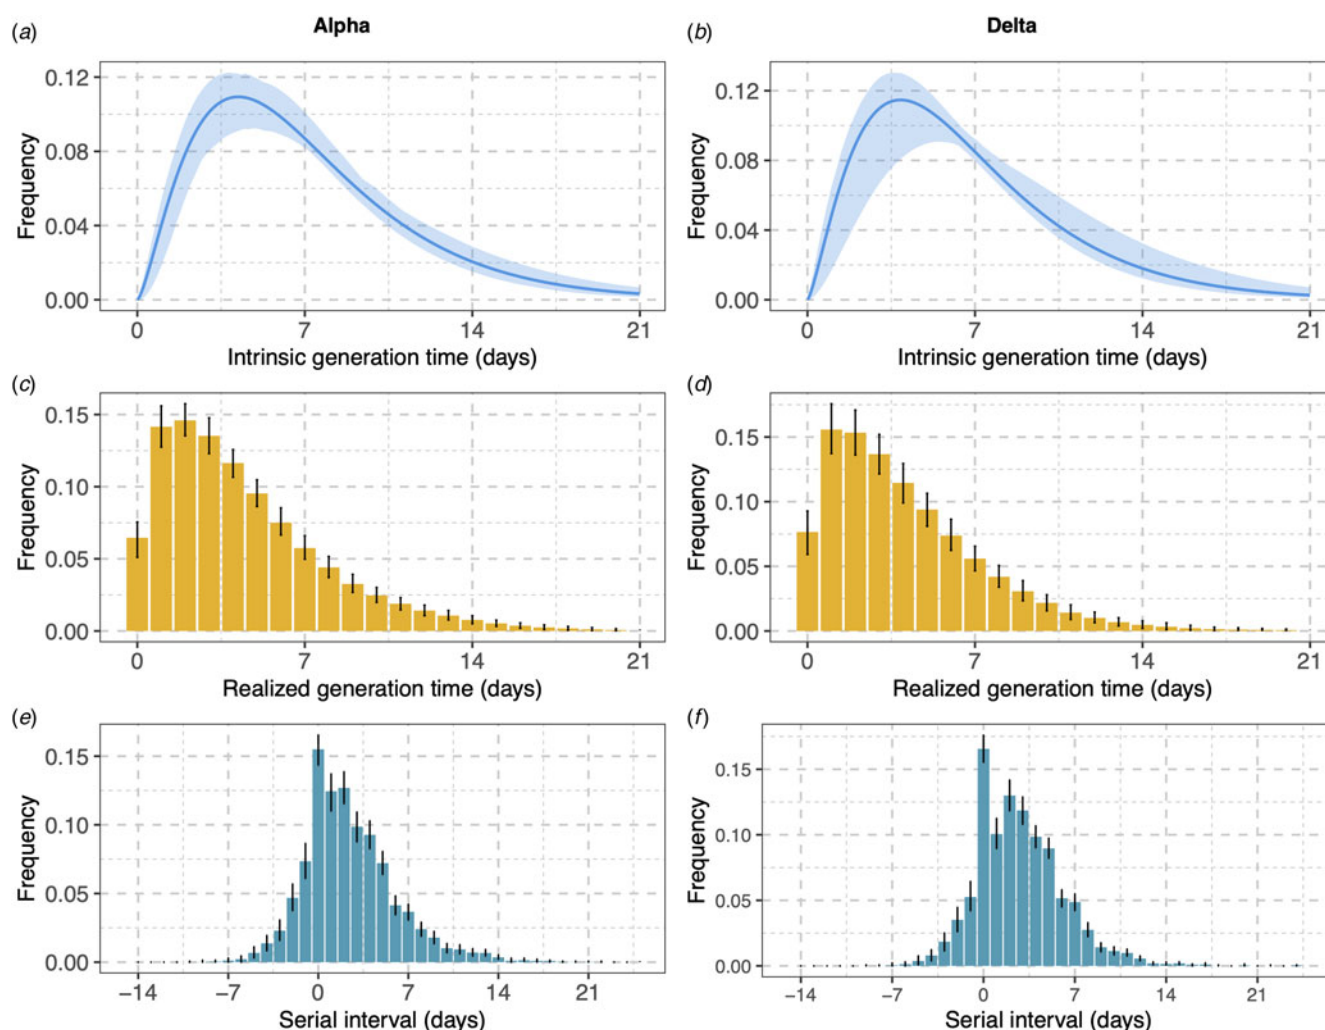 (a)
Alpha
(b)
Delta
Frequency
0.12
0.08
0.04
0.00
0
7
14
21
Intrinsic generation time (days)
Frequency
0.12
0.08
0.04
0.00
0
7
14
21
Intrinsic generation time (days)
(c)
Frequency
0.15
0.10
0.05
0.00
0
7
14
21
Realized generation time (days)
(d)
Frequency
0.15
0.10
0.05
0.00
0
7
14
21
Realized generation time (days)
(e)
Frequency
0.15
0.10
0.05
0.00
−14
−7
0
7
14
21
Serial interval (days)
(f)
Frequency
0.15
0.10
0.05
0.00
−14
−7
0
7
14
21
Serial interval (days)